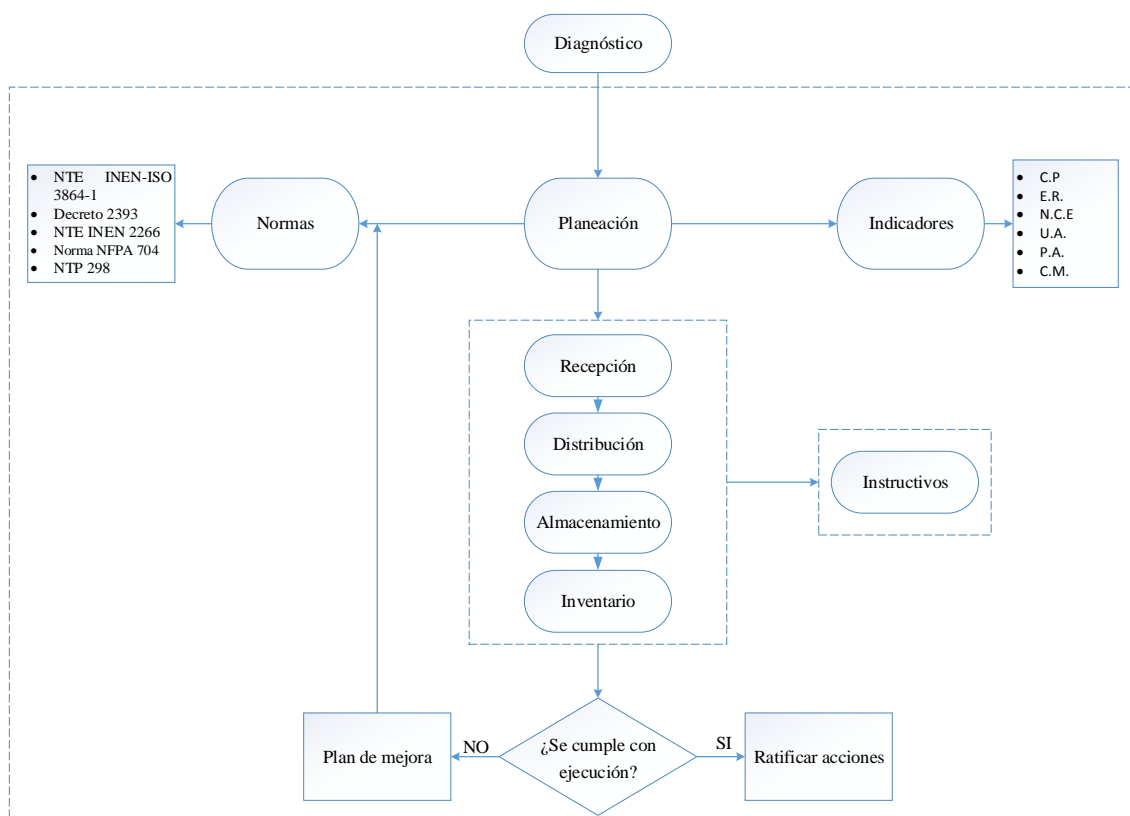 Diagnóstico
NTE INEN-ISO
3864-1
Decreto 2393
NTE INEN 2266
Norma NFPA 704
NTP 298
Normas
Planeación
Indicadores
C.P
E.R.
N.C.E
U.A.
P.A.
C.M.
Recepción
Distribución
Almacenamiento
Inventario
Instructivos
Plan de mejora
NO
¿Se cumple con
ejecución?
SI
Ratificar acciones